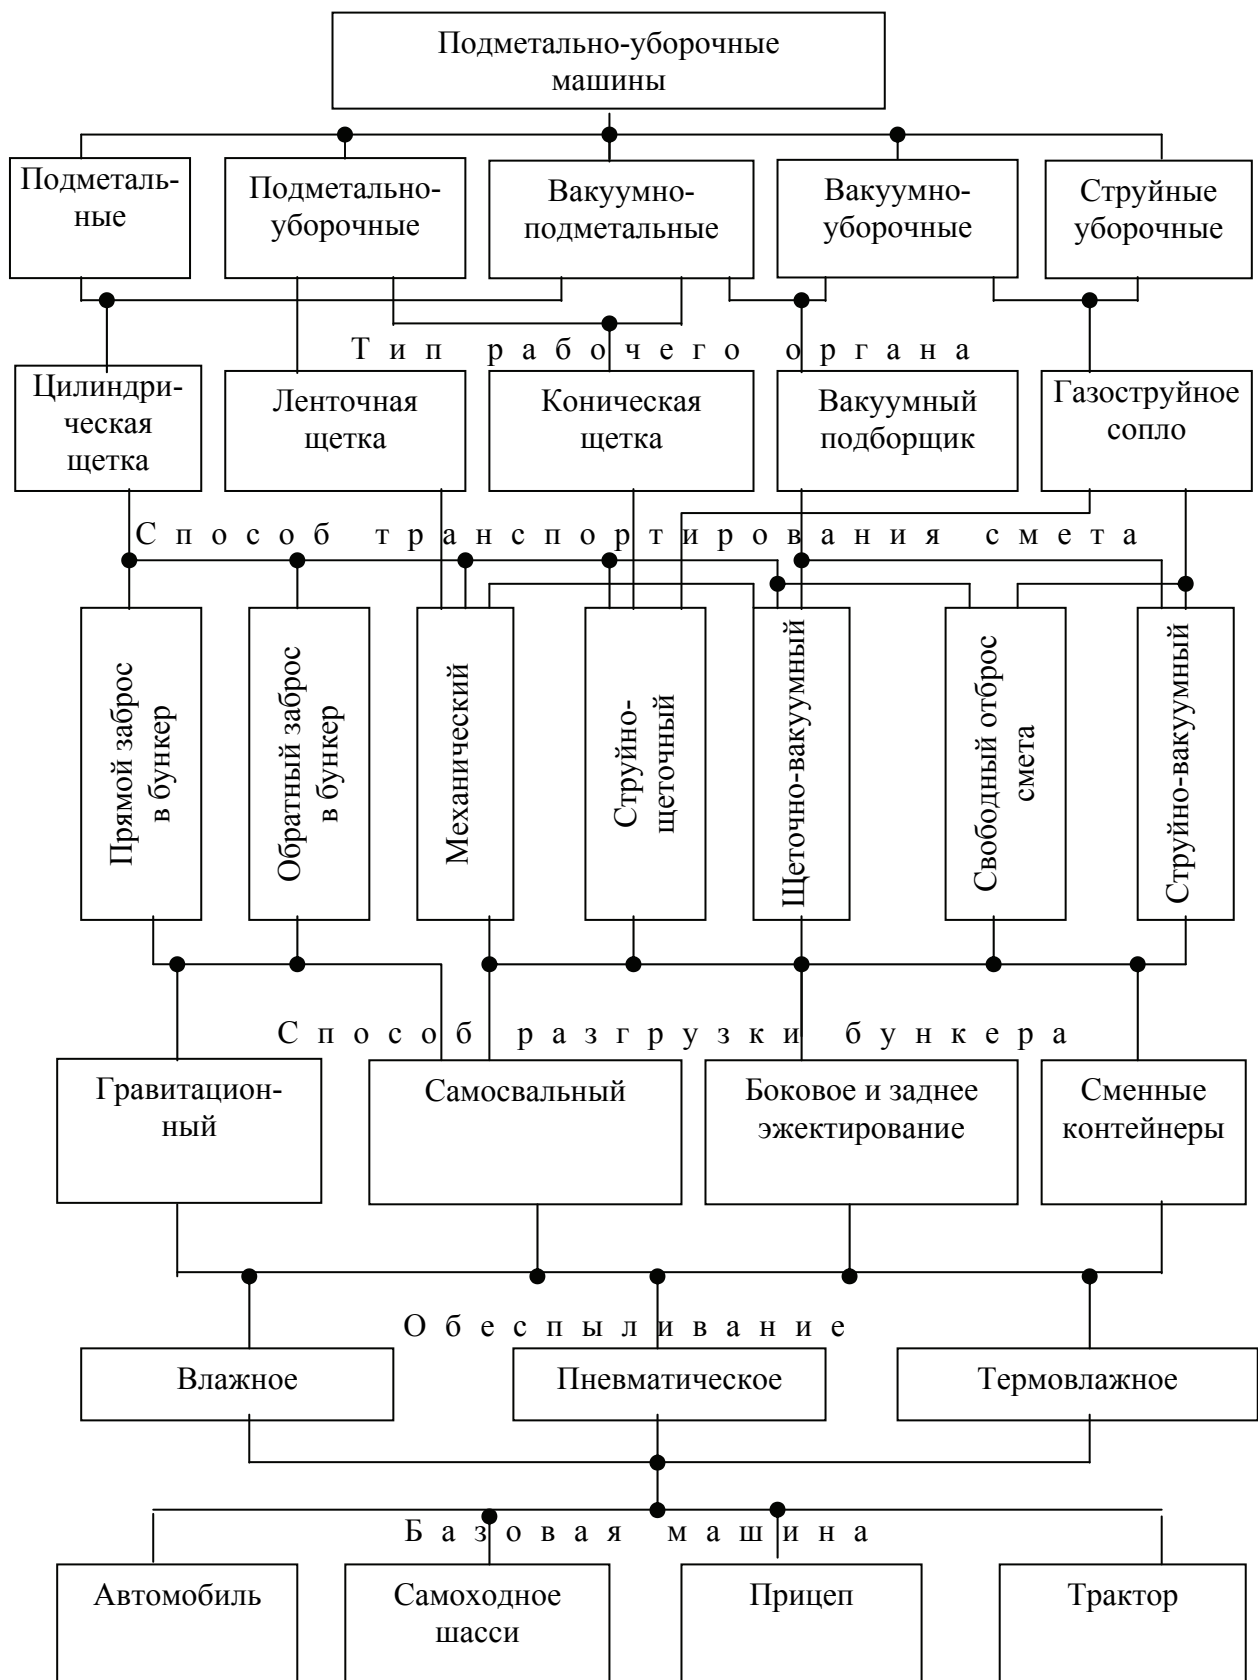 Подметально-уборочные
машины
Подметаль-
ные
Подметально-
уборочные
Вакуумно-
подметальные
Вакуумно-
уборочные
Струйные
уборочные
Тип рабочего органа
Цилиндри-
ческая
щетка
Ленточная
щетка
Коническая
щетка
Вакуумный
подборщик
Газоструйное
сопло
Способ транспортирования смета
Прямой заброс
в бункер
Обратный заброс
в бункер
Механический
Струйно-
щеточный
Щеточно-вакуумный
Свободный отброс
смета
Струйно-вакуумный
Способ разгрузки бункера
Гравитацион-
ный
Самосвальный
Боковое и заднее
эжектирование
Сменные
контейнеры
Обеспыливание
Влажное
Пневматическое
Термовлажное
Базовая машина
Автомобиль
Самоходное
шасси
Прицеп
Трактор